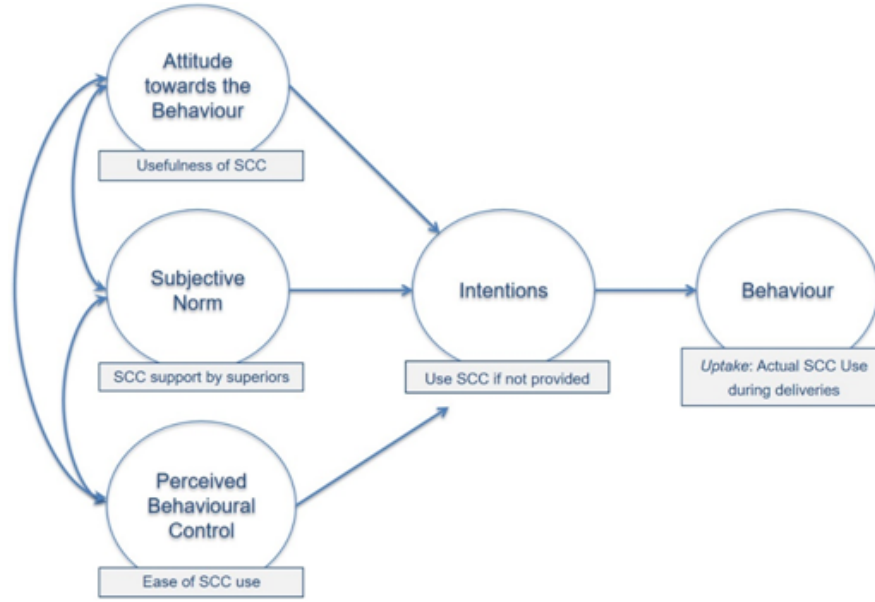 Attitude
towards the
Behaviour
Usefulness of SCC
Subjective
Norm
SCC support by superiors
Perceived
Behavioural
Control
Ease of SCC use
Intentions
Use SCC if not provided
Behaviour
Uptake: Actual SCC Use
during deliveries